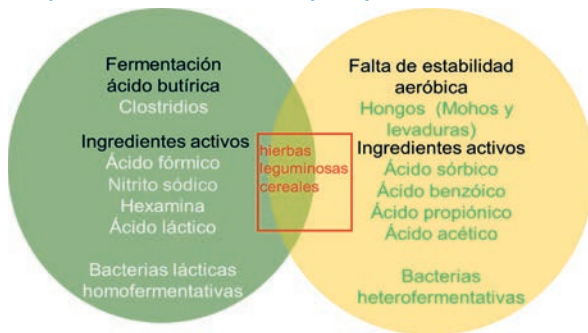 Fermentación
ácido butírica
Clostridios
Ingredientes activos
Ácido fórmico
Nitrito sódico
Hexamina
Ácido láctico
Bacterias lácticas
homofermentativas
hierbas
leguminosas
cereales
Falta de estabilidad
aeróbica
Hongos (Mohos y
levaduras)
Ingredientes activos
Ácido sórbico
Ácido benzóico
Ácido propiónico
Ácido acético
Bacterias
heterofermentativas